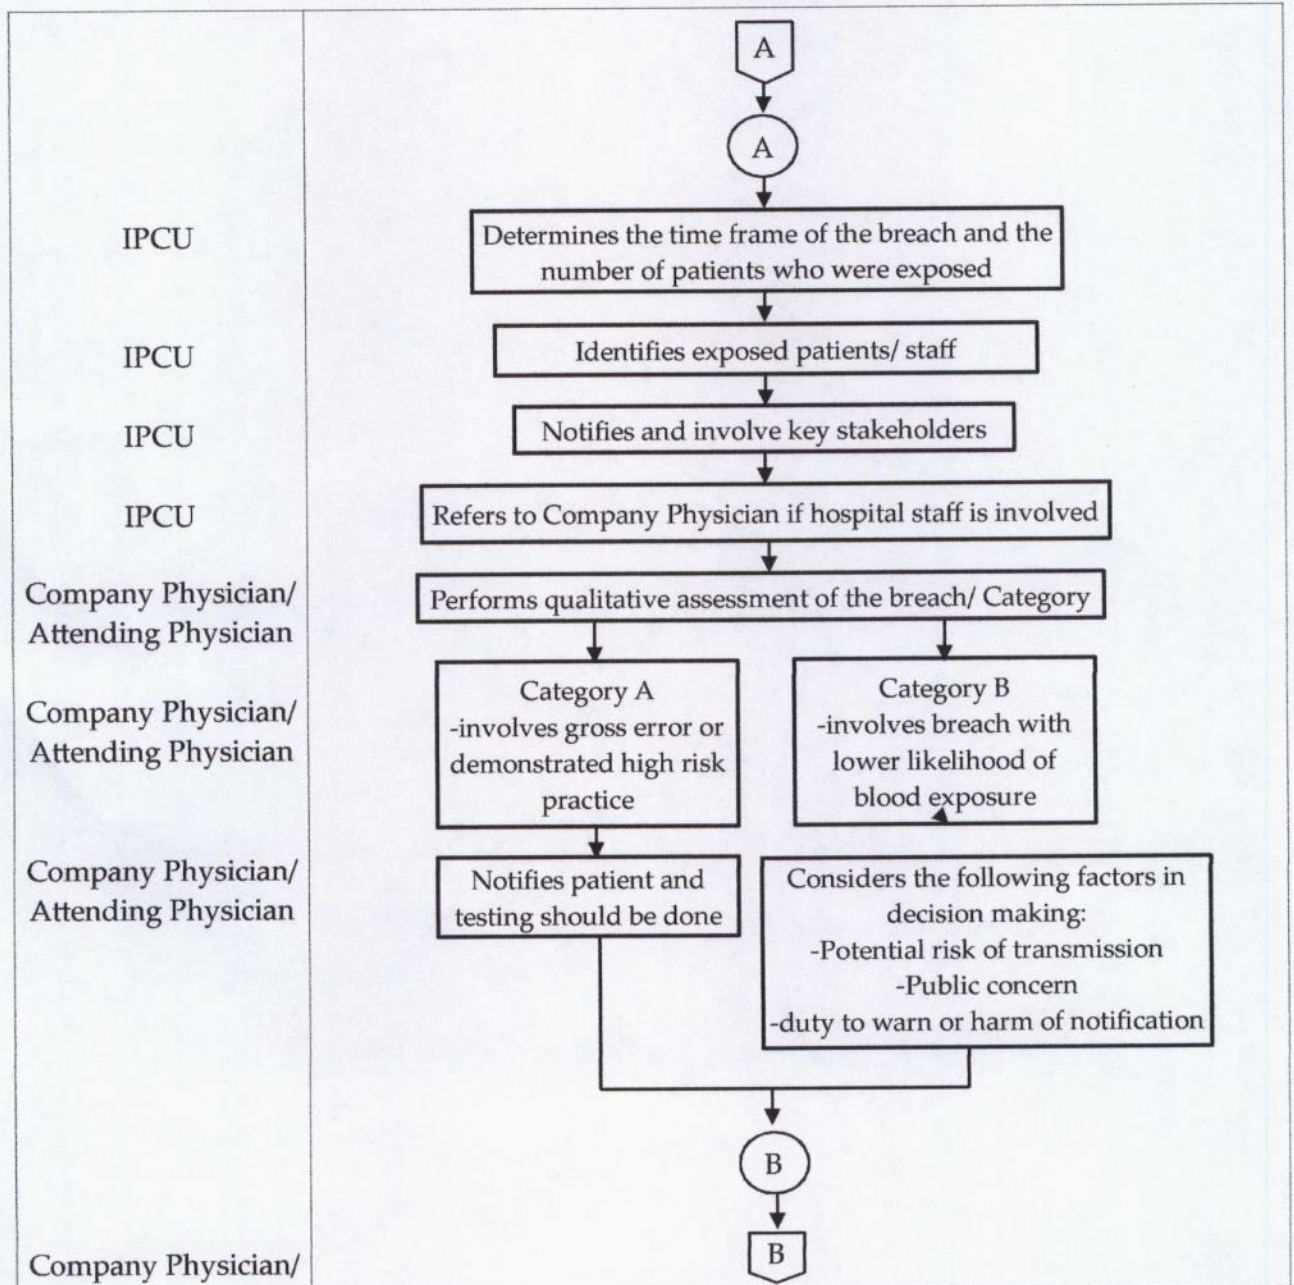 A
A
IPCU
Determines the time frame of the breach and the
number of patients who were exposed
IPCU
Identifies exposed patients/ staff
IPCU
Notifies and involve key stakeholders
IPCU
Refers to Company Physician if hospital staff is involved
Company Physician/
Attending Physician
Performs qualitative assessment of the breach/ Category
Company Physician/
Attending Physician
Category A
-involves gross error or
demonstrated high risk
practice
Category B
-involves breach with
lower likelihood of
blood exposure
Company Physician/
Attending Physician
Notifies patient and
testing should be done
Considers the following factors in
decision making:
-Potential risk of transmission
-Public concern
-duty to warn or harm of notification
B
B
Company Physician/